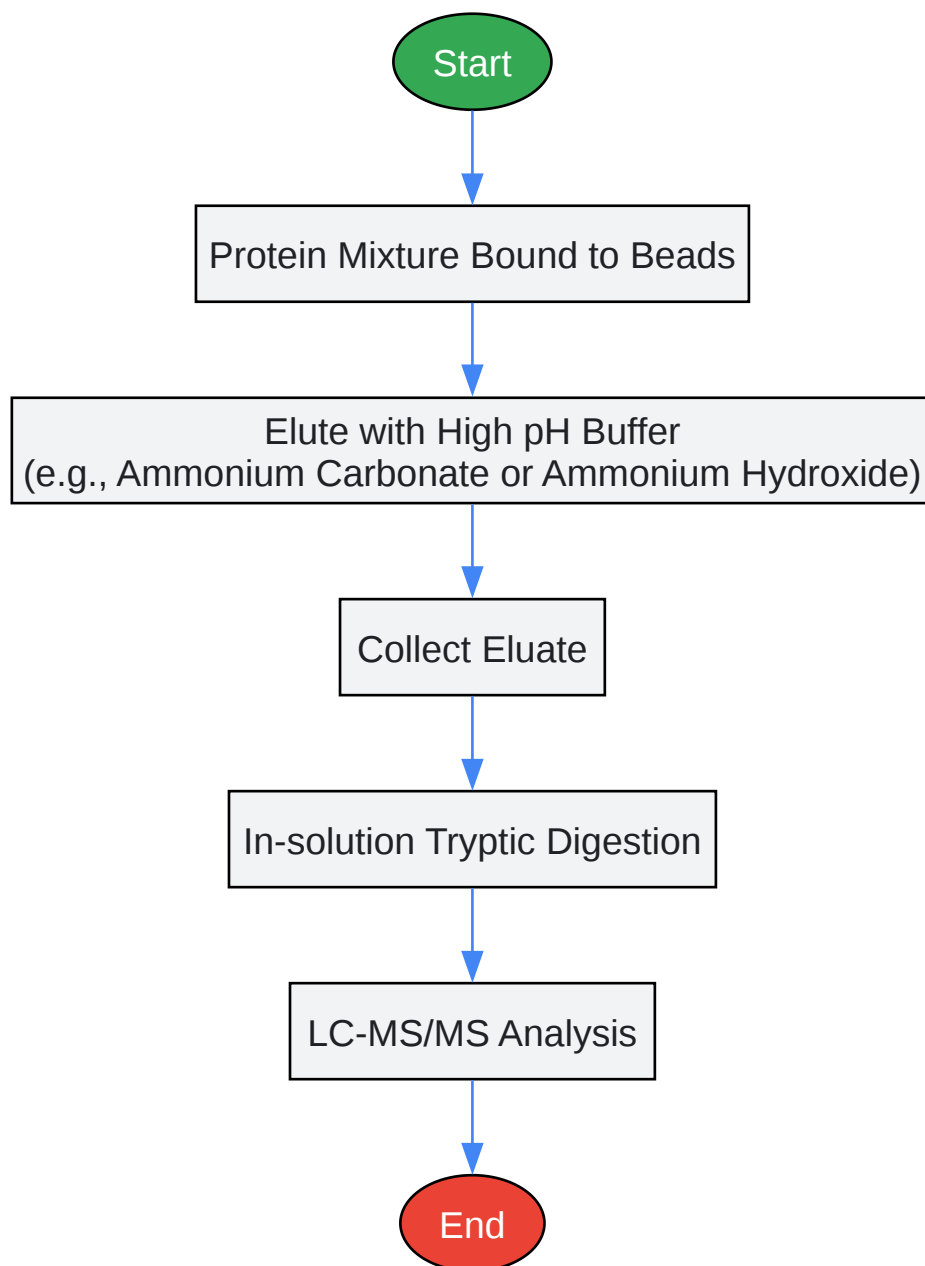 Start
Protein Mixture Bound to Beads
Elute with High pH Buffer
(e.g., Ammonium Carbonate or Ammonium Hydroxide)
Collect Eluate
In-solution Tryptic Digestion
LC-MS/MS Analysis
End